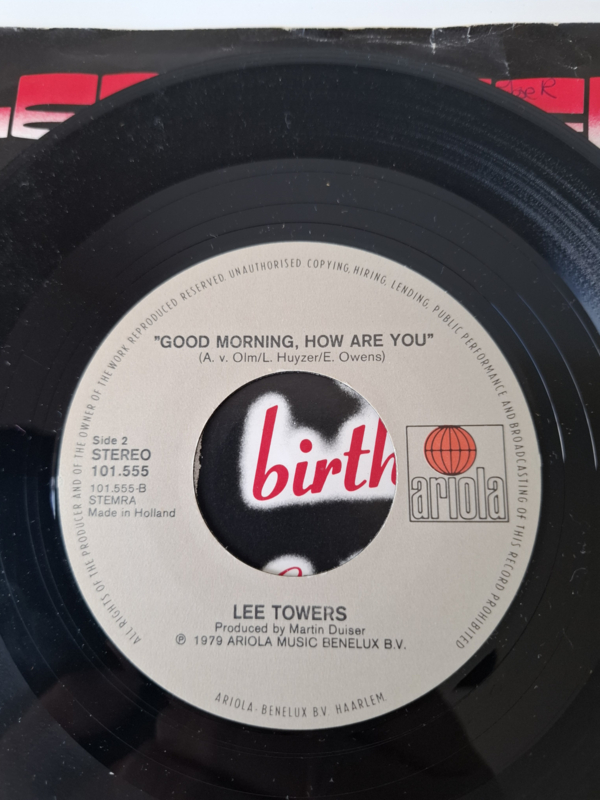 "GOOD MORNING, HOW ARE YOU"
(A. v. Olm/L. Huyzer/E. Owens)
Side 2
STEREO
101.555
101.555-B
STEMRA
Made in Holland
birth
ariola
LEE TOWERS
Produced by Martin Duiser
℗ 1979 ARIOLA MUSIC BENELUX B.V.
ALL RIGHTS OF THE PRODUCER AND OF THE OWNER OF THE WORK REPRODUCED RESERVED. UNAUTHORISED COPYING, HIRING, LENDING, PUBLIC PERFORMANCE AND BROADCASTING OF THIS RECORD PROHIBITED
ARIOLA-BENELUX B.V. HAARLEM.